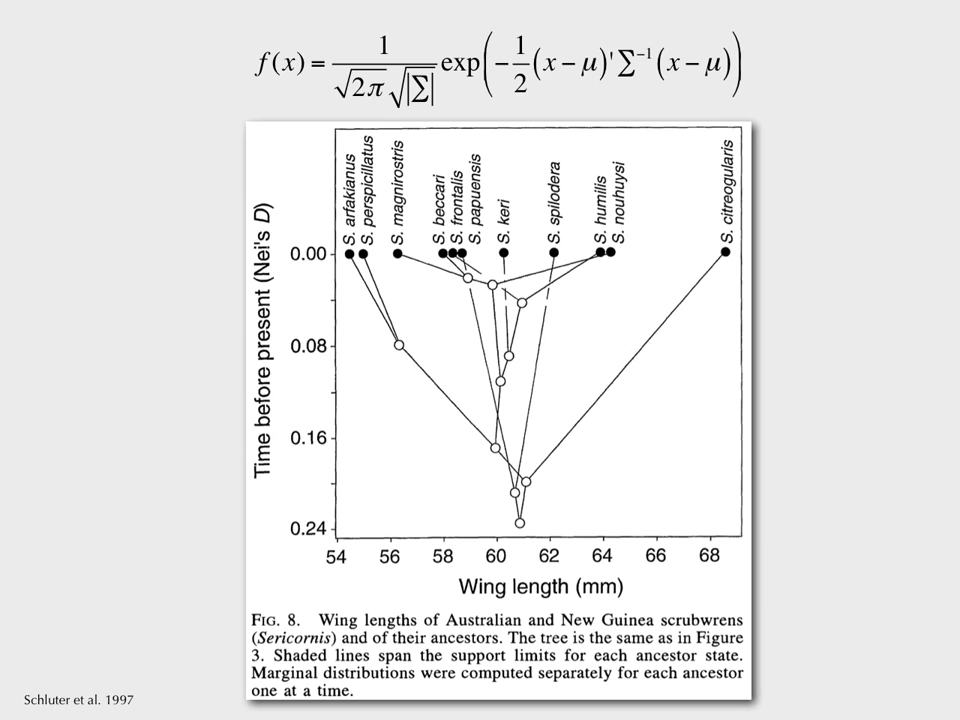 f(x) = 1 / √2π √|Σ| exp(−1/2 (x − μ)' Σ⁻¹ (x − μ))
S. arfakianus
S. perspicillatus
S. magnirostris
S. beccari
S. frontalis
S. papuensis
S. keri
S. spilodera
S. humilis
S. nouhuysi
S. citreogularis
Time before present (Nei's D)
0.00
0.08
0.16
0.24
54 56 58 60 62 64 66 68
Wing length (mm)
FIG. 8. Wing lengths of Australian and New Guinea scrubwrens
(Sericornis) and of their ancestors. The tree is the same as in Figure
3. Shaded lines span the support limits for each ancestor state.
Marginal distributions were computed separately for each ancestor
one at a time.
Schluter et al. 1997